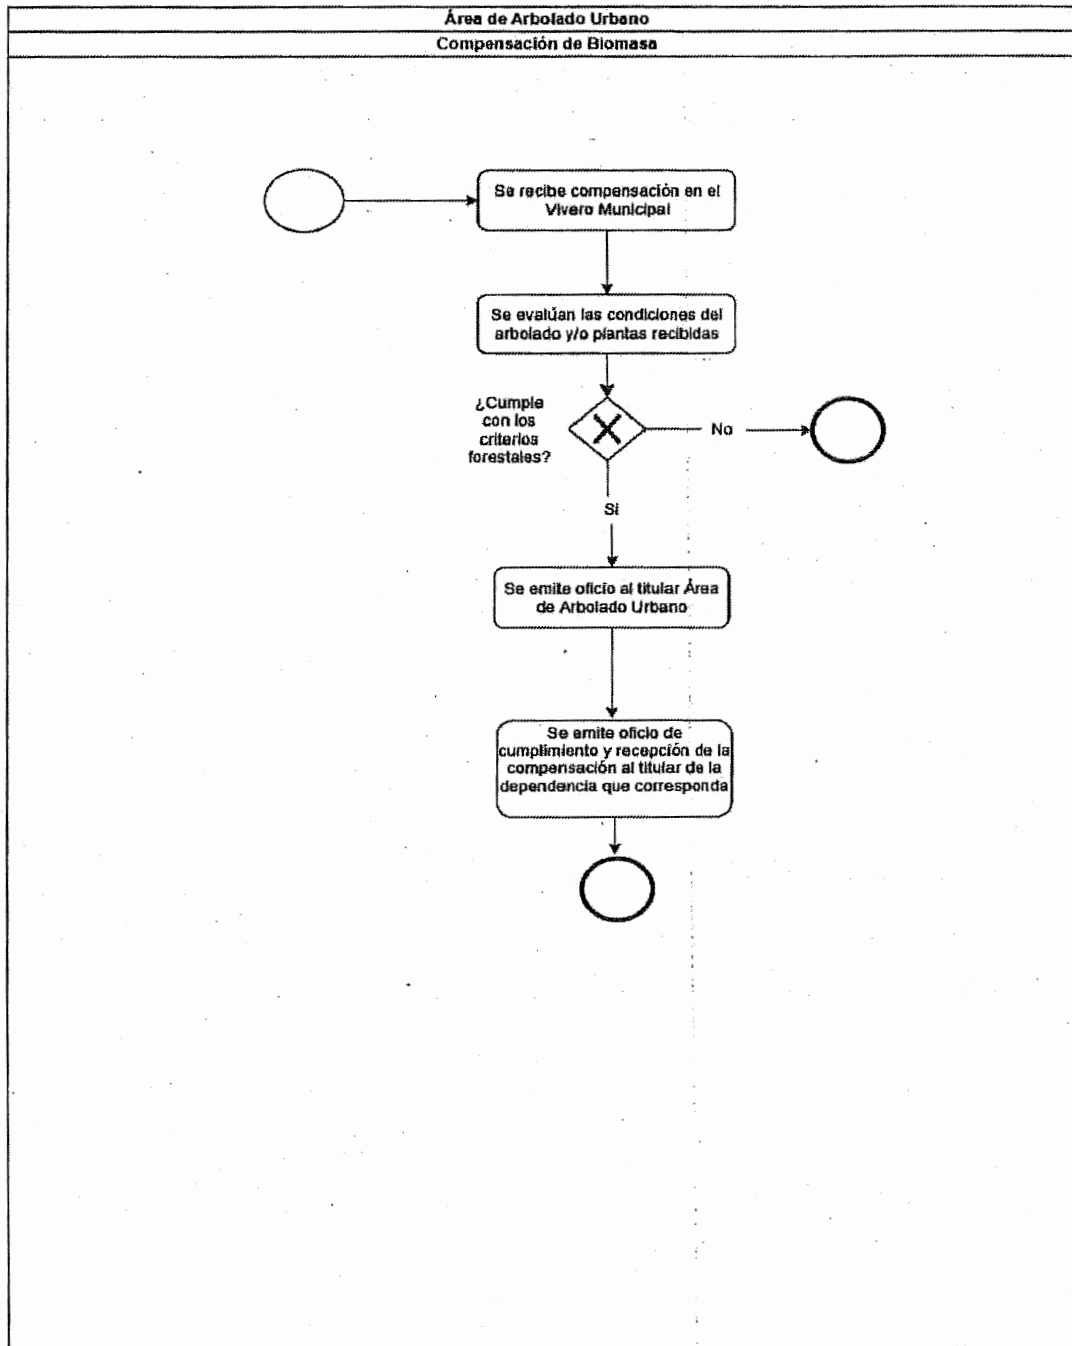 Área de Arbolado Urbano
Compensación de Biomasa
Se recibe compensación en el
Vivero Municipal
Se evalúan las condiciones del
arbolado y/o plantas recibidas
¿Cumple
con los
criterios
forestales?
No
Si
Se emite oficio al titular Área
de Arbolado Urbano
Se emite oficio de
cumplimiento y recepción de la
compensación al titular de la
dependencia que corresponda